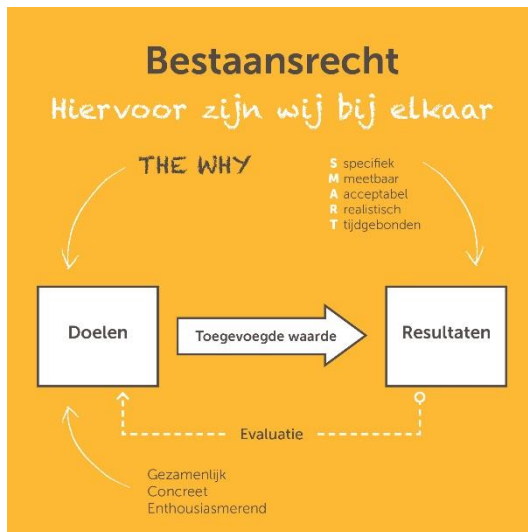 Bestaansrecht
Hiervoor zijn wij bij elkaar
THE WHY
S specifiek
M meetbaar
A acceptabel
R realistisch
T tijdgebonden
Doelen
Toegevoegde waarde
Resultaten
Evaluatie
Gezamenlijk
Concreet
Enthousiasmerend